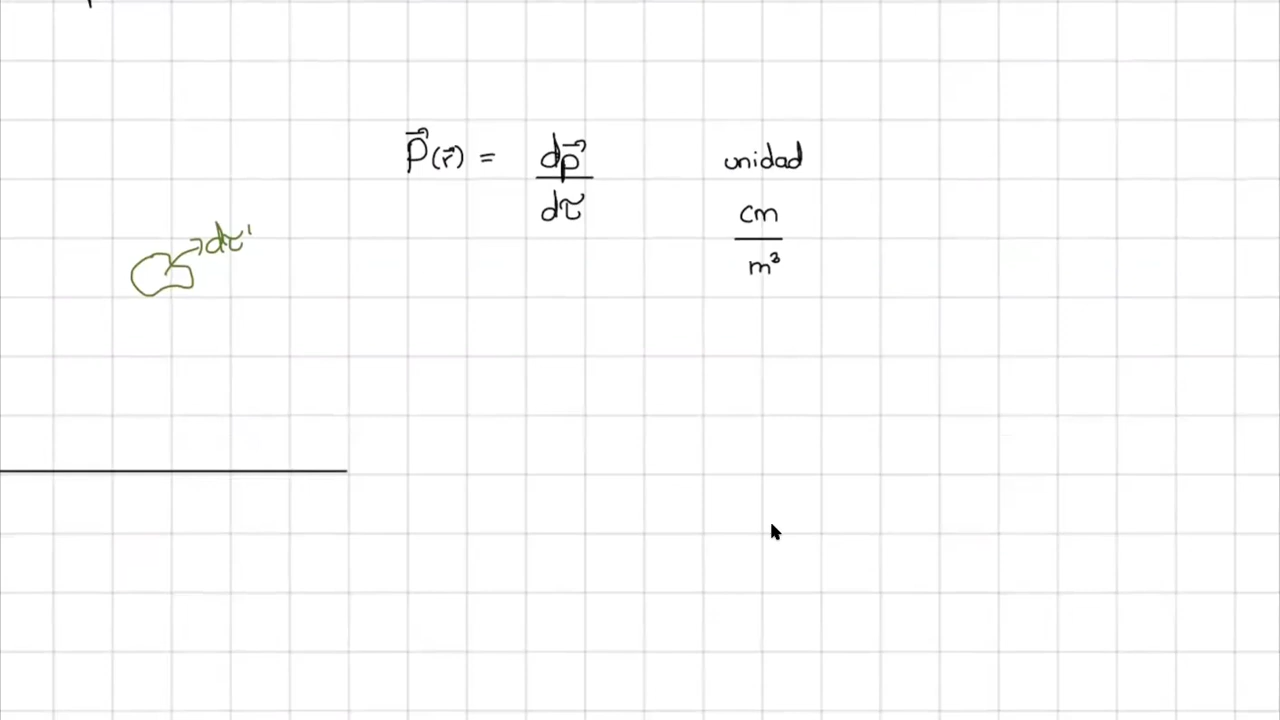 P⃗(r⃗) = dp⃗/dτ
unidad
cm/m³
dτ'